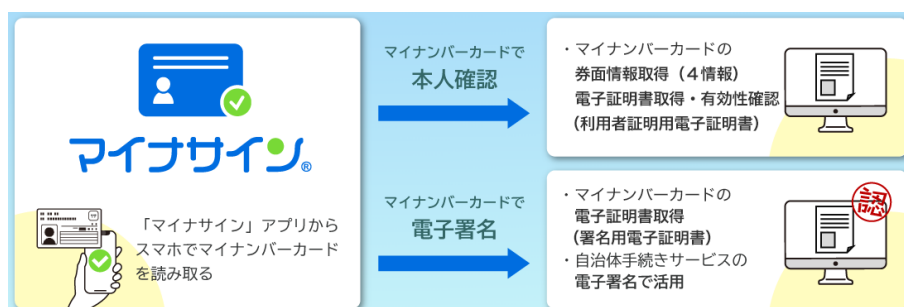 マイナサイン®
「マイナサイン」アプリから
スマホでマイナンバーカード
を読み取る
マイナンバーカードで
本人確認
・マイナンバーカードの
券面情報取得（４情報）
電子証明書取得・有効性確認
（利用者証明用電子証明書）
マイナンバーカードで
電子署名
・マイナンバーカードの
電子証明書取得
（署名用電子証明書）
・自治体手続きサービスの
電子署名で活用
認